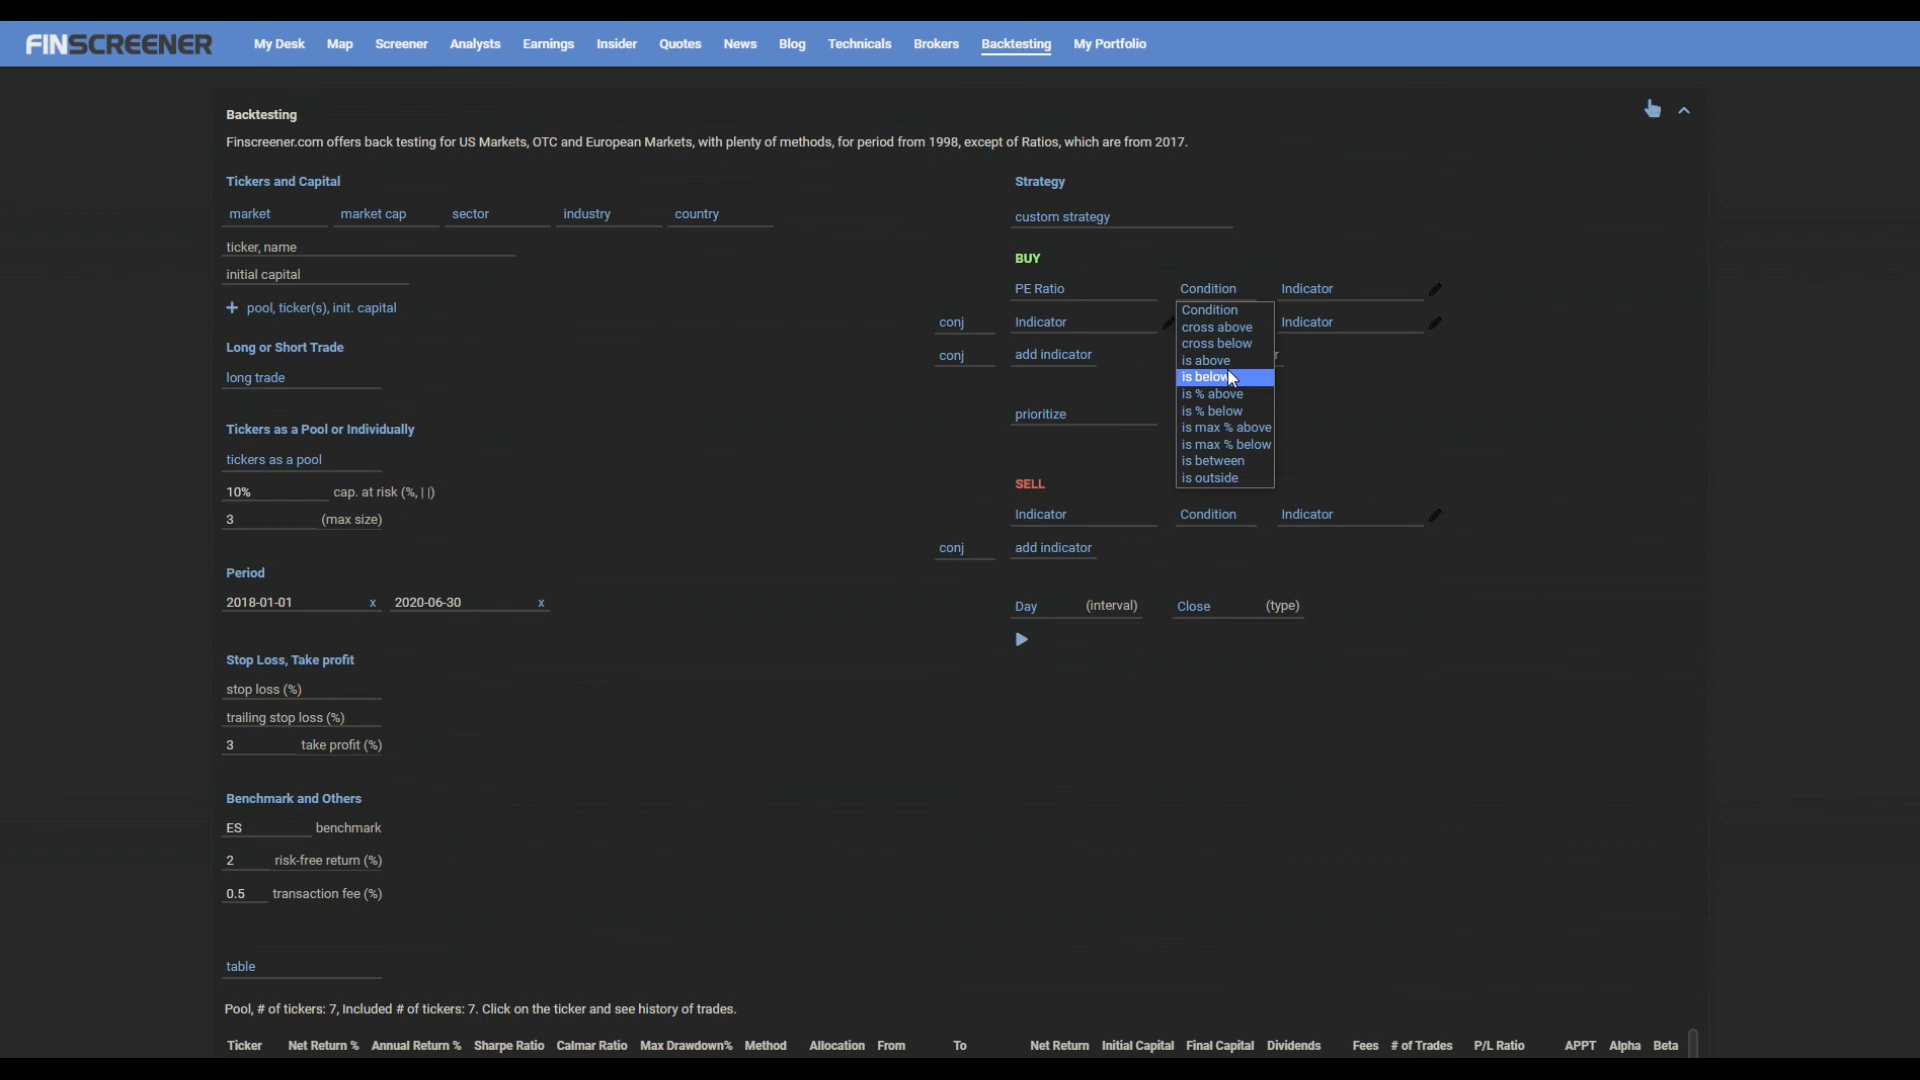 FINSCREENER My Desk Map Screener Analysts Earnings Insider Quotes News Blog Technicals Brokers Backtesting My Portfolio
Backtesting
Finscreener.com offers back testing for US Markets, OTC and European Markets, with plenty of methods, for period from 1998, except of Ratios, which are from 2017.
Tickers and Capital
market market cap sector industry country
ticker, name
initial capital
+ pool, ticker(s), init. capital
Long or Short Trade
long trade
Tickers as a Pool or Individually
tickers as a pool
10% cap. at risk (%, | |)
3 (max size)
Period
2018-01-01 x 2020-06-30 x
Stop Loss, Take profit
stop loss (%)
trailing stop loss (%)
3 take profit (%)
Benchmark and Others
ES benchmark
2 risk-free return (%)
0.5 transaction fee (%)
Strategy
custom strategy
BUY
PE Ratio Condition Indicator
conj Indicator Indicator
conj add indicator r
Condition
cross above
cross below
is above
is below
is % above
is % below
is max % above
is max % below
is between
is outside
prioritize
SELL
Indicator Condition Indicator
conj add indicator
Day (interval) Close (type)
table
Pool, # of tickers: 7, Included # of tickers: 7. Click on the ticker and see history of trades.
Ticker Net Return % Annual Return % Sharpe Ratio Calmar Ratio Max Drawdown% Method Allocation From To Net Return Initial Capital Final Capital Dividends Fees # of Trades P/L Ratio APPT Alpha Beta